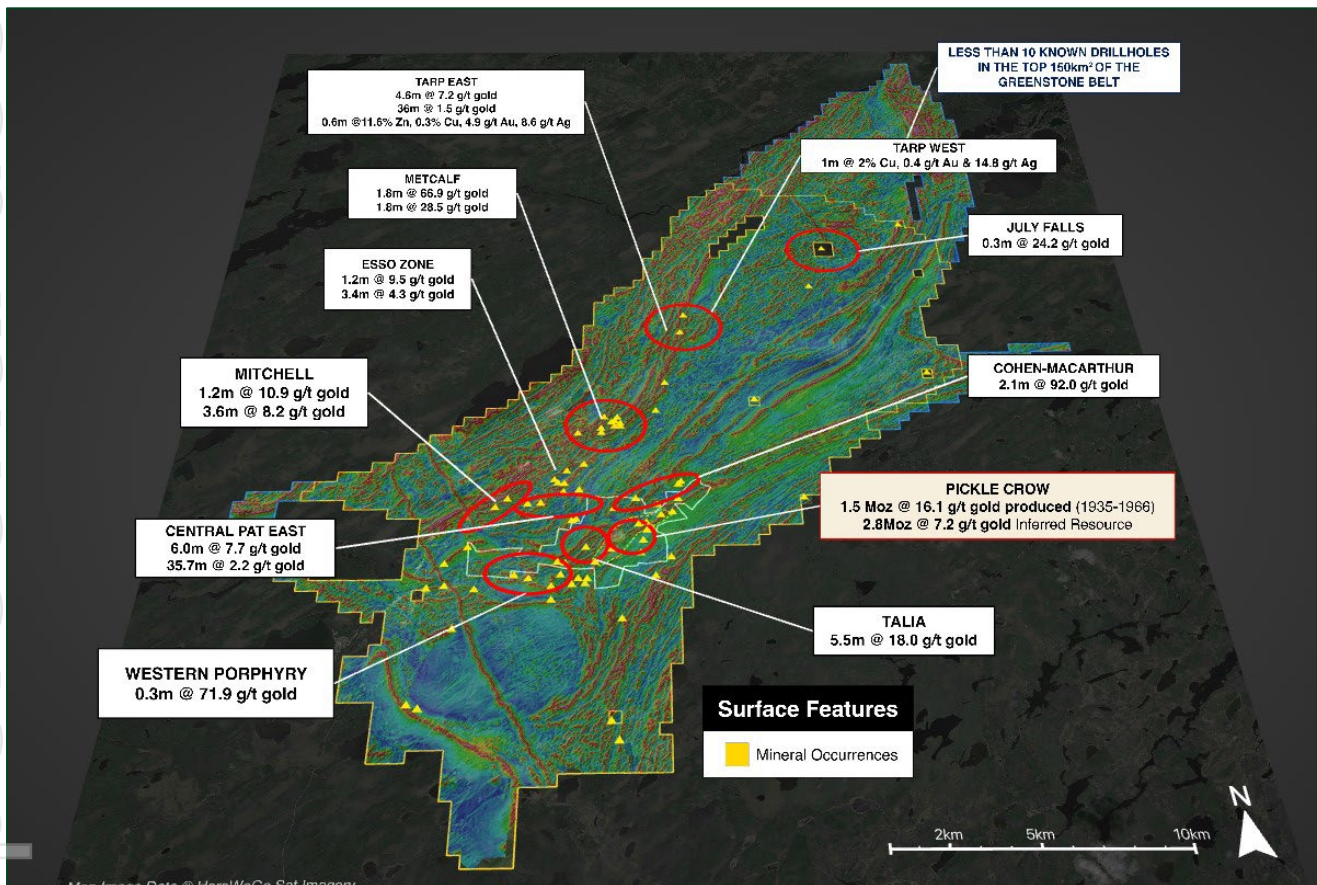 LESS THAN 10 KNOWN DRILLHOLES
IN THE TOP 150km² OF THE
GREENSTONE BELT
TARP EAST
4.6m @ 7.2 g/t gold
36m @ 1.5 g/t gold
0.6m @11.6% Zn, 0.3% Cu, 4.9 g/t Au, 8.6 g/t Ag
TARP WEST
1m @ 2% Cu, 0.4 g/t Au & 14.8 g/t Ag
METCALF
1.8m @ 66.9 g/t gold
1.8m @ 28.5 g/t gold
JULY FALLS
0.3m @ 24.2 g/t gold
ESSO ZONE
1.2m @ 9.5 g/t gold
3.4m @ 4.3 g/t gold
MITCHELL
1.2m @ 10.9 g/t gold
3.6m @ 8.2 g/t gold
COHEN-MACARTHUR
2.1m @ 92.0 g/t gold
PICKLE CROW
1.5 Moz @ 16.1 g/t gold produced (1935-1966)
2.8Moz @ 7.2 g/t gold Inferred Resource
CENTRAL PAT EAST
6.0m @ 7.7 g/t gold
35.7m @ 2.2 g/t gold
TALIA
5.5m @ 18.0 g/t gold
WESTERN PORPHYRY
0.3m @ 71.9 g/t gold
Surface Features
Mineral Occurrences
N
2km 5km 10km